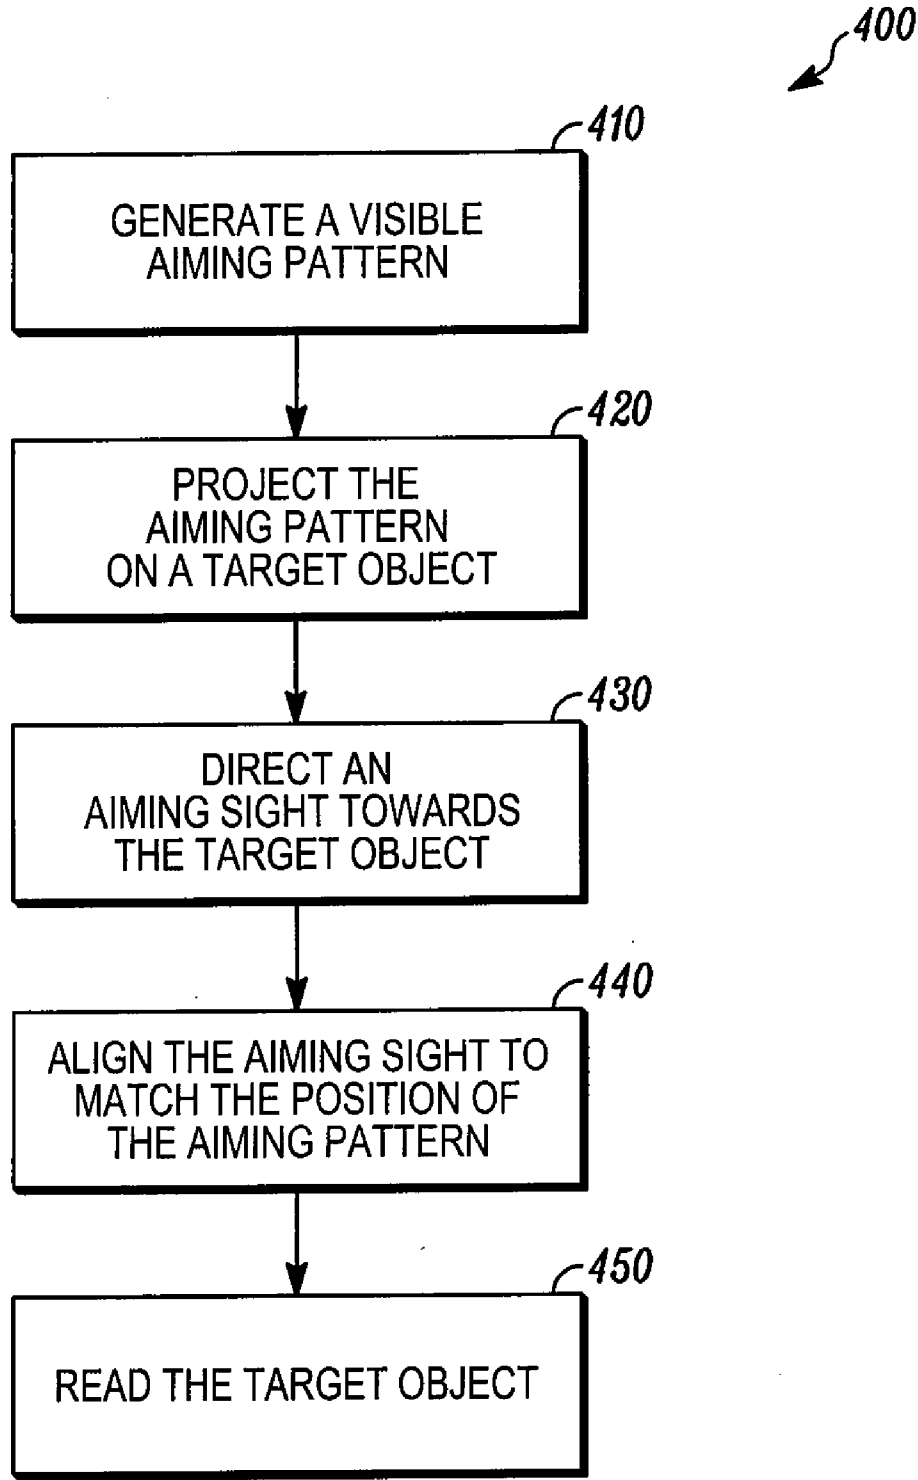 400
410
GENERATE A VISIBLE
AIMING PATTERN
420
PROJECT THE
AIMING PATTERN
ON A TARGET OBJECT
430
DIRECT AN
AIMING SIGHT TOWARDS
THE TARGET OBJECT
440
ALIGN THE AIMING SIGHT TO
MATCH THE POSITION OF
THE AIMING PATTERN
450
READ THE TARGET OBJECT